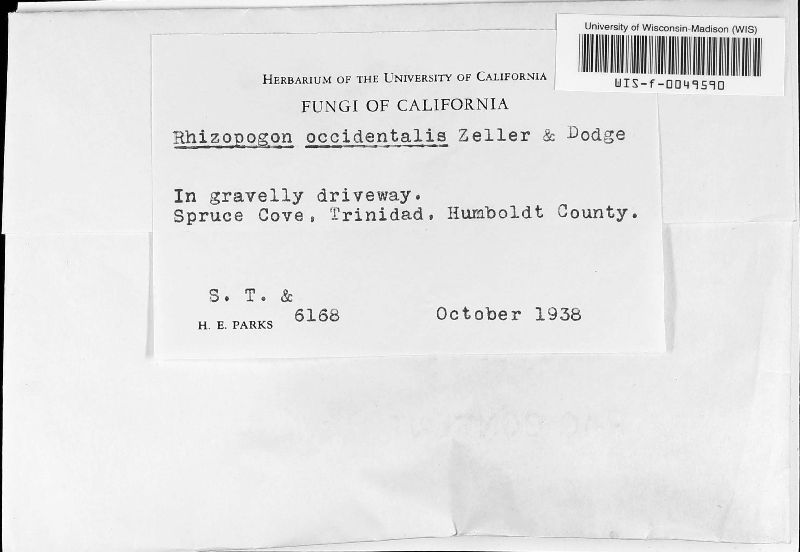 University of Wisconsin-Madison (WIS)
WIS-f-0049590
HERBARIUM OF THE UNIVERSITY OF CALIFORNIA
FUNGI OF CALIFORNIA
Rhizopogon occidentalis Zeller & Dodge
In gravelly driveway.
Spruce Cove, Trinidad, Humboldt County.
S. T. &
H. E. PARKS 6168 October 1938